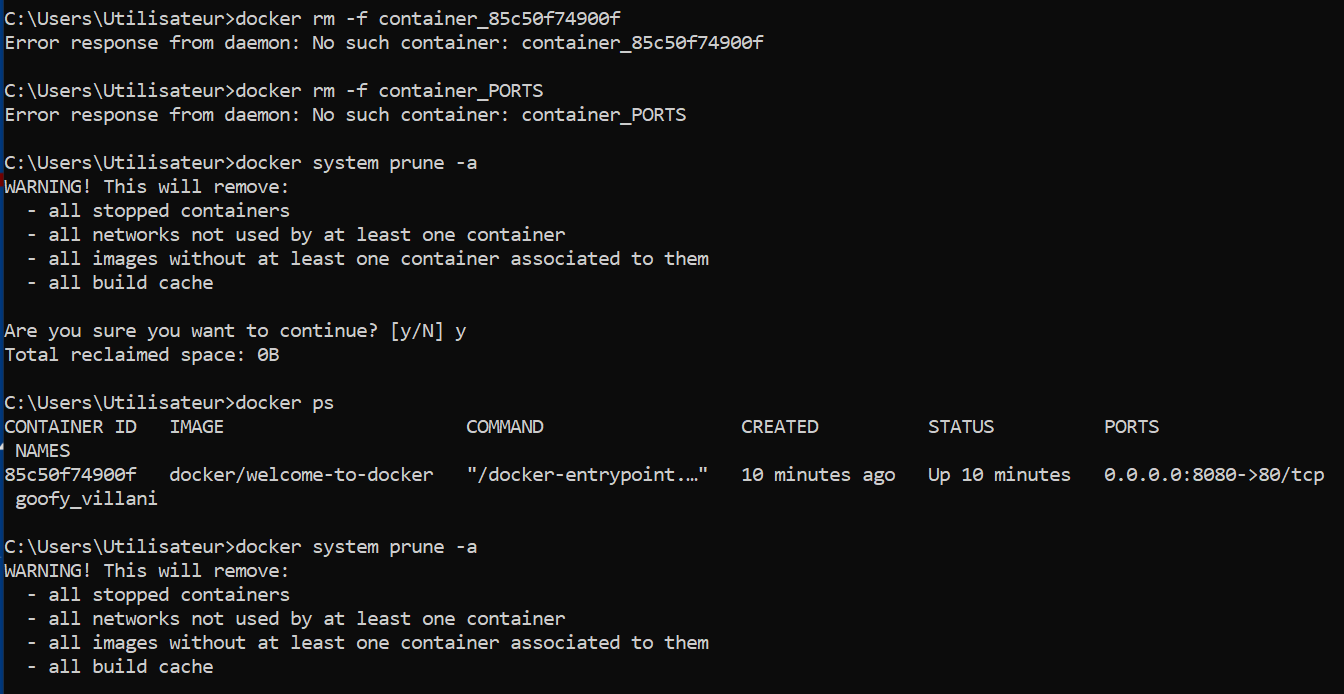 C:\Users\Utilisateur>docker rm -f container_85c50f74900f
Error response from daemon: No such container: container_85c50f74900f
C:\Users\Utilisateur>docker rm -f container_PORTS
Error response from daemon: No such container: container_PORTS
C:\Users\Utilisateur>docker system prune -a
WARNING! This will remove:
  - all stopped containers
  - all networks not used by at least one container
  - all images without at least one container associated to them
  - all build cache
Are you sure you want to continue? [y/N] y
Total reclaimed space: 0B
C:\Users\Utilisateur>docker ps
CONTAINER ID   IMAGE                      COMMAND                  CREATED          STATUS          PORTS
 NAMES
85c50f74900f   docker/welcome-to-docker   "/docker-entrypoint.…"   10 minutes ago   Up 10 minutes   0.0.0.0:8080->80/tcp
 goofy_villani
C:\Users\Utilisateur>docker system prune -a
WARNING! This will remove:
  - all stopped containers
  - all networks not used by at least one container
  - all images without at least one container associated to them
  - all build cache